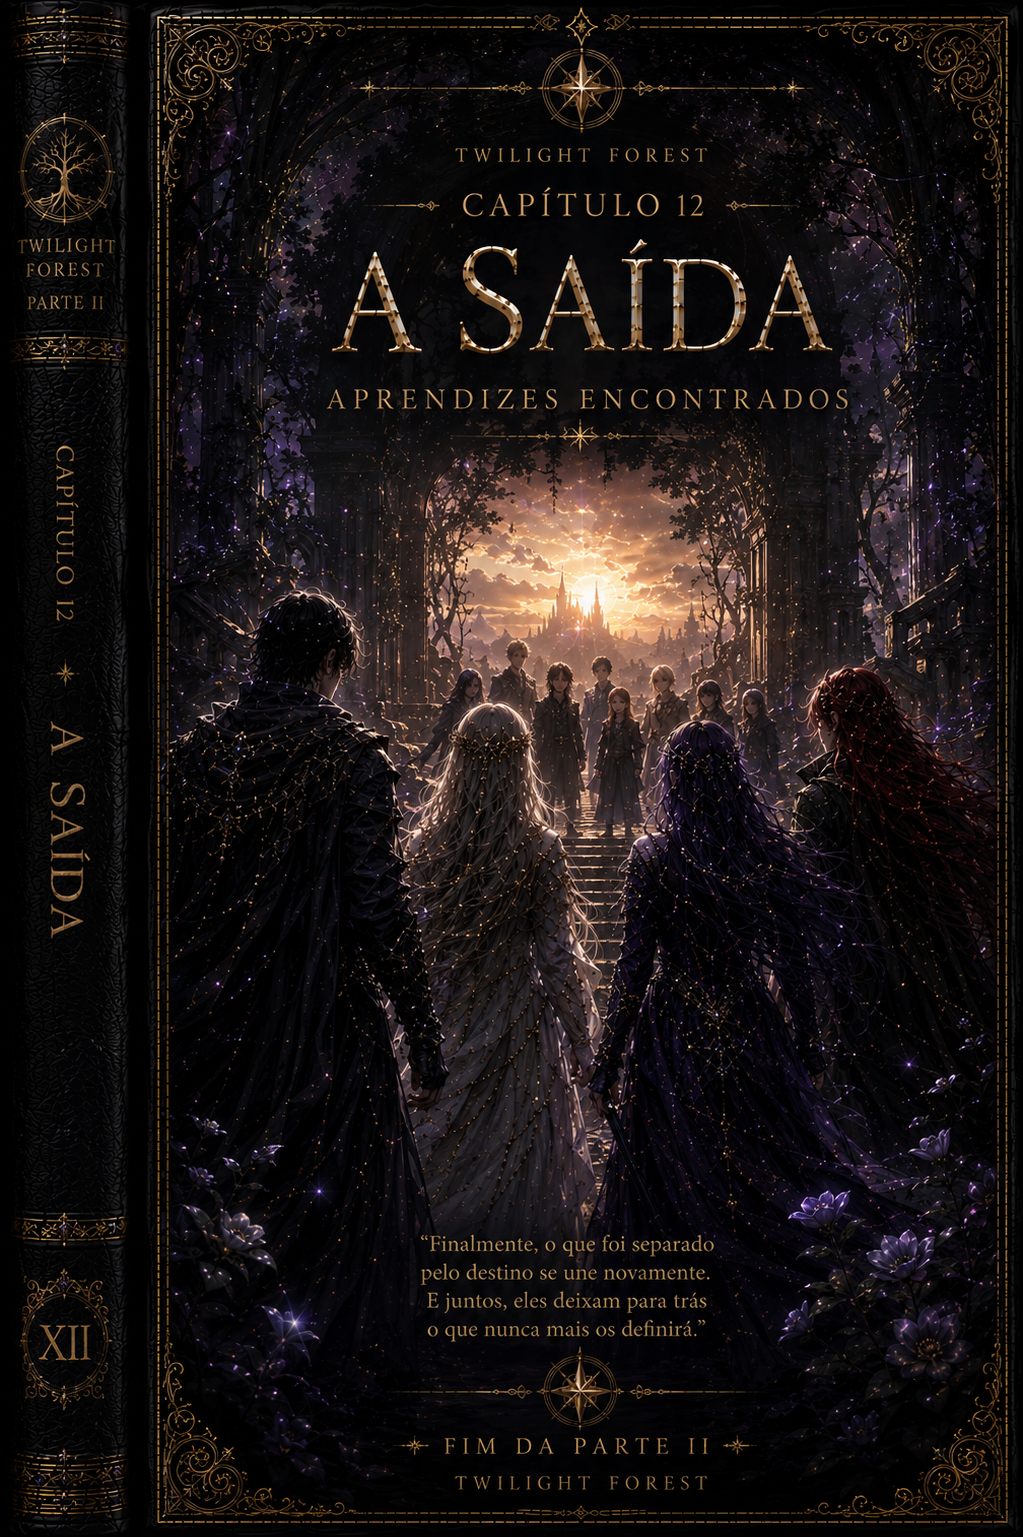 TWILIGHT
FOREST
PARTE II
CAPÍTULO 12
A SAÍDA
XII
TWILIGHT FOREST
CAPÍTULO 12
A SAÍDA
APRENDIZES ENCONTRADOS
“Finalmente, o que foi separado
pelo destino se une novamente.
E juntos, eles deixam para trás
o que nunca mais os definirá.”
FIM DA PARTE II
TWILIGHT FOREST